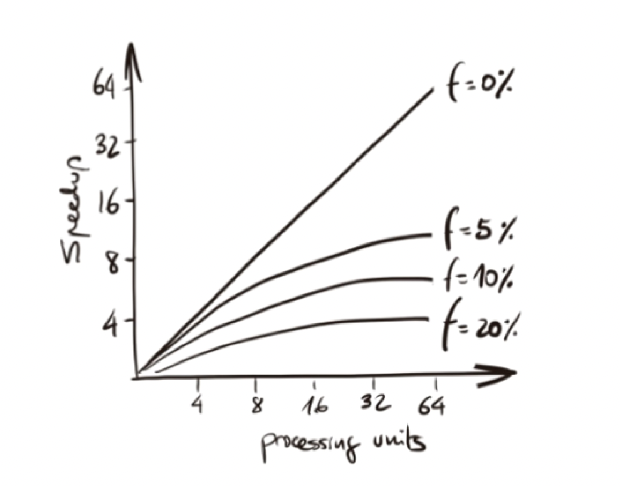 64
32
16
8
4
Speedup
f=0%
f=5%
f=10%
f=20%
4 8 16 32 64
processing units